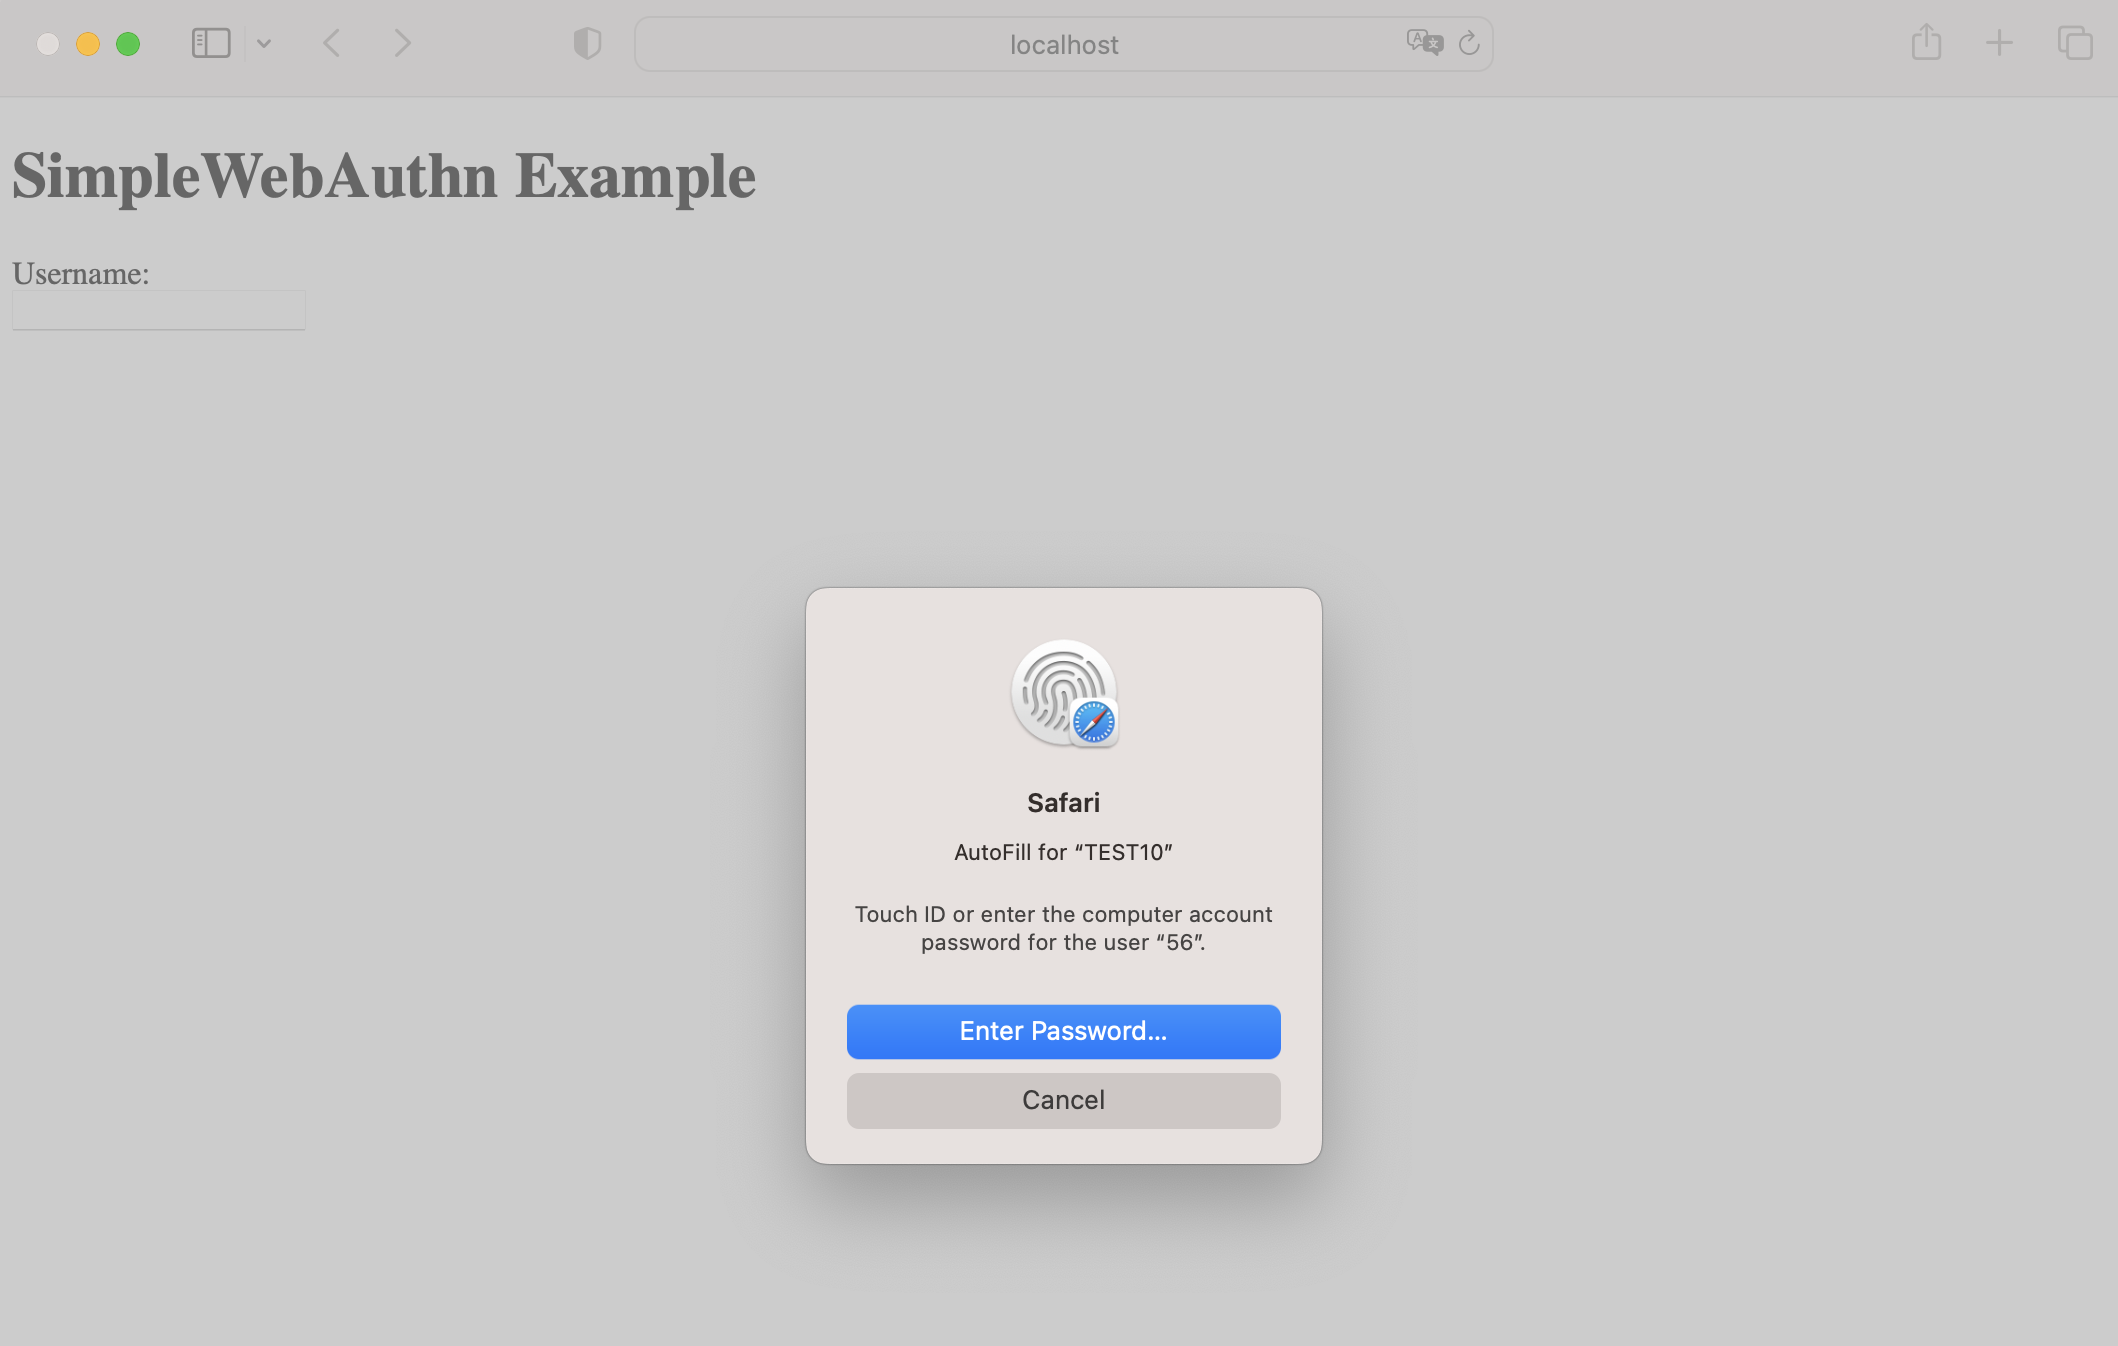 localhost
SimpleWebAuthn Example
Username:
Safari
AutoFill for “TEST10”
Touch ID or enter the computer account
password for the user “56”.
Enter Password...
Cancel